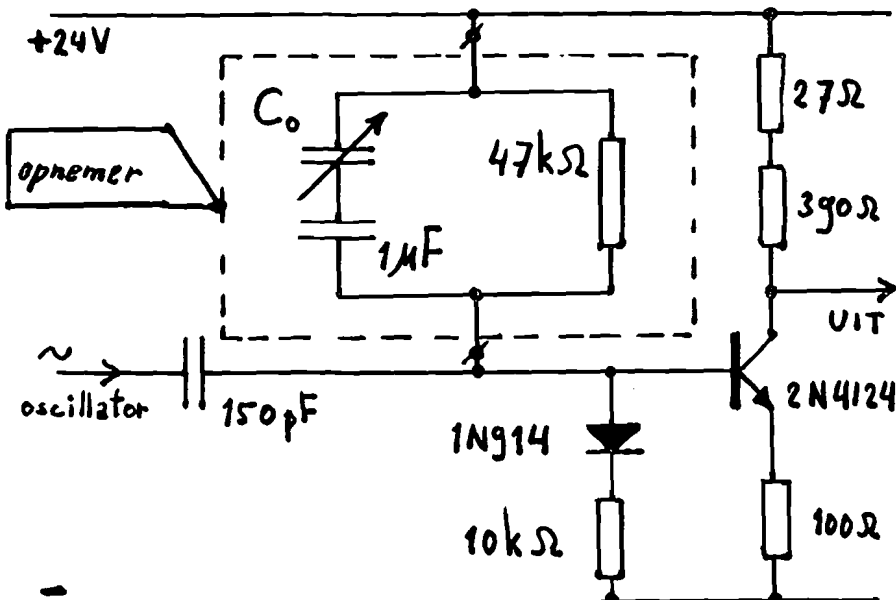 +24V
27Ω
C₀
47kΩ
opnemer
390Ω
1µF
UIT
~
oscillator
150pF
2N4124
1N914
10kΩ
100Ω
-